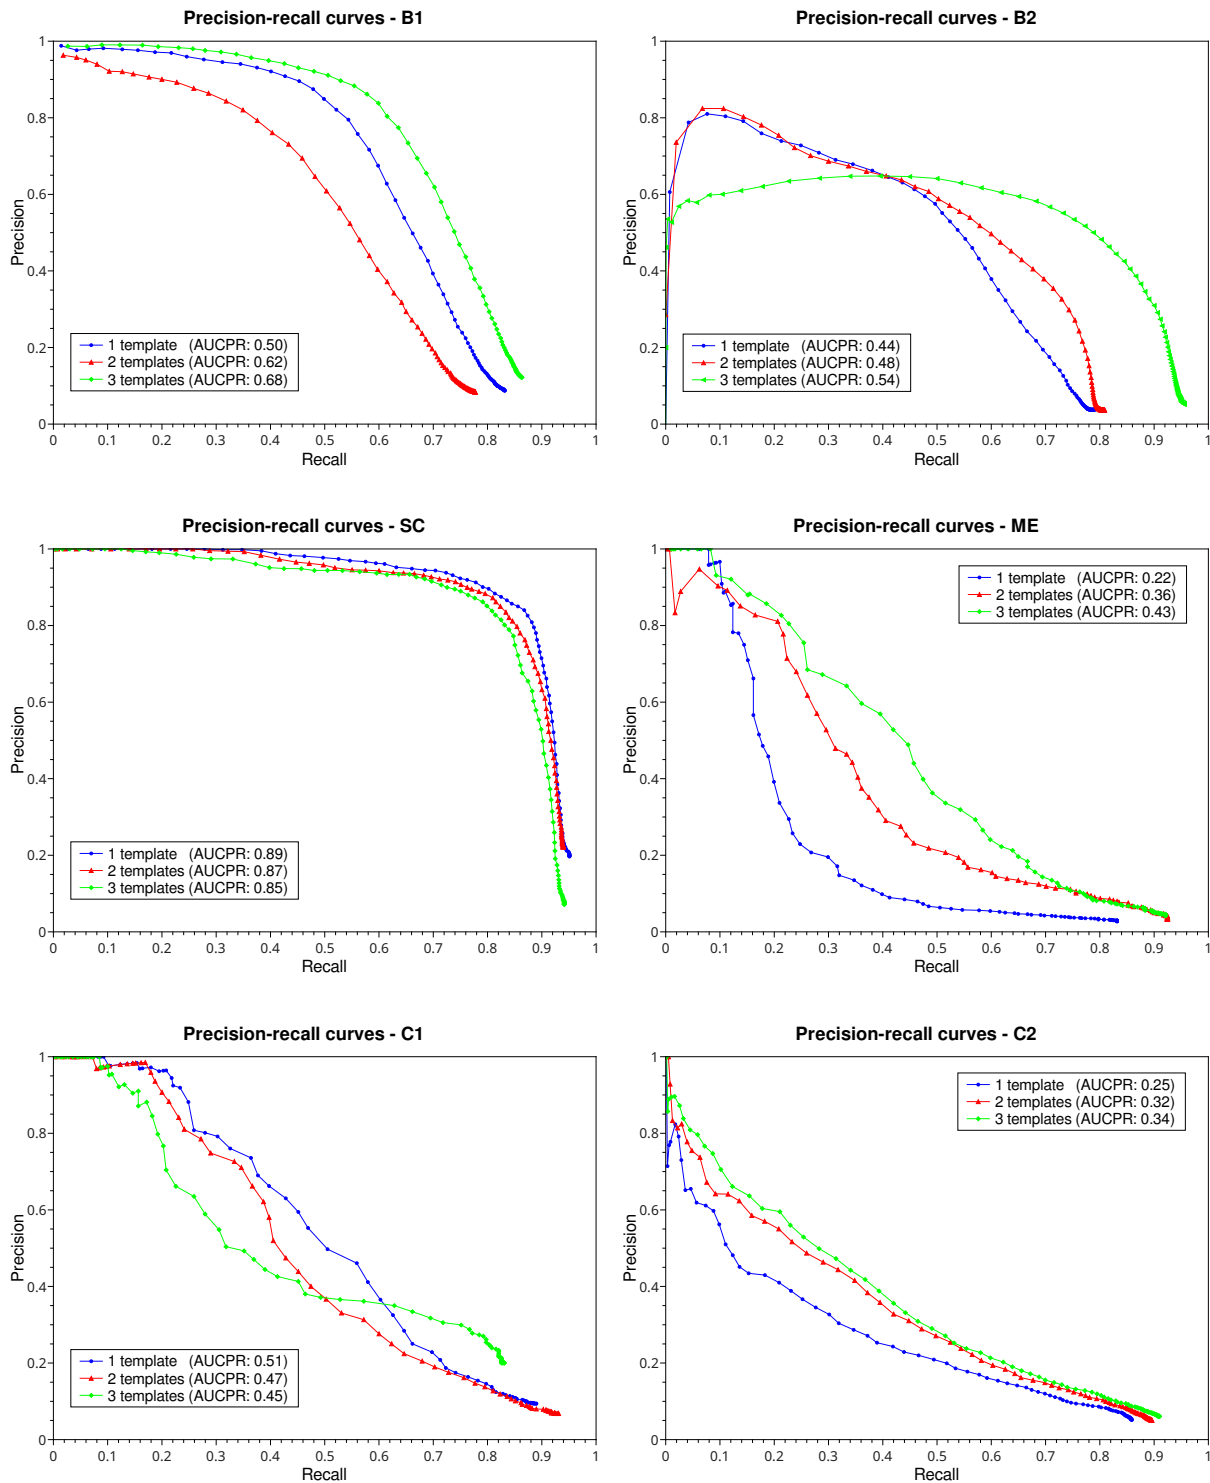 Precision-recall curves - B1
1
0.8
0.6
0.4
0.2
0
Precision
1 template (AUCPR: 0.50)
2 templates (AUCPR: 0.62)
3 templates (AUCPR: 0.68)
0 0.1 0.2 0.3 0.4 0.5 0.6 0.7 0.8 0.9 1
Recall
Precision-recall curves - B2
1
0.8
0.6
0.4
0.2
0
Precision
1 template (AUCPR: 0.44)
2 templates (AUCPR: 0.48)
3 templates (AUCPR: 0.54)
0 0.1 0.2 0.3 0.4 0.5 0.6 0.7 0.8 0.9 1
Recall
Precision-recall curves - SC
1
0.8
0.6
0.4
0.2
0
Precision
1 template (AUCPR: 0.89)
2 templates (AUCPR: 0.87)
3 templates (AUCPR: 0.85)
0 0.1 0.2 0.3 0.4 0.5 0.6 0.7 0.8 0.9 1
Recall
Precision-recall curves - ME
1
0.8
0.6
0.4
0.2
0
Precision
1 template (AUCPR: 0.22)
2 templates (AUCPR: 0.36)
3 templates (AUCPR: 0.43)
0 0.1 0.2 0.3 0.4 0.5 0.6 0.7 0.8 0.9 1
Recall
Precision-recall curves - C1
1
0.8
0.6
0.4
0.2
0
Precision
1 template (AUCPR: 0.51)
2 templates (AUCPR: 0.47)
3 templates (AUCPR: 0.45)
0 0.1 0.2 0.3 0.4 0.5 0.6 0.7 0.8 0.9 1
Recall
Precision-recall curves - C2
1
0.8
0.6
0.4
0.2
0
Precision
1 template (AUCPR: 0.25)
2 templates (AUCPR: 0.32)
3 templates (AUCPR: 0.34)
0 0.1 0.2 0.3 0.4 0.5 0.6 0.7 0.8 0.9 1
Recall